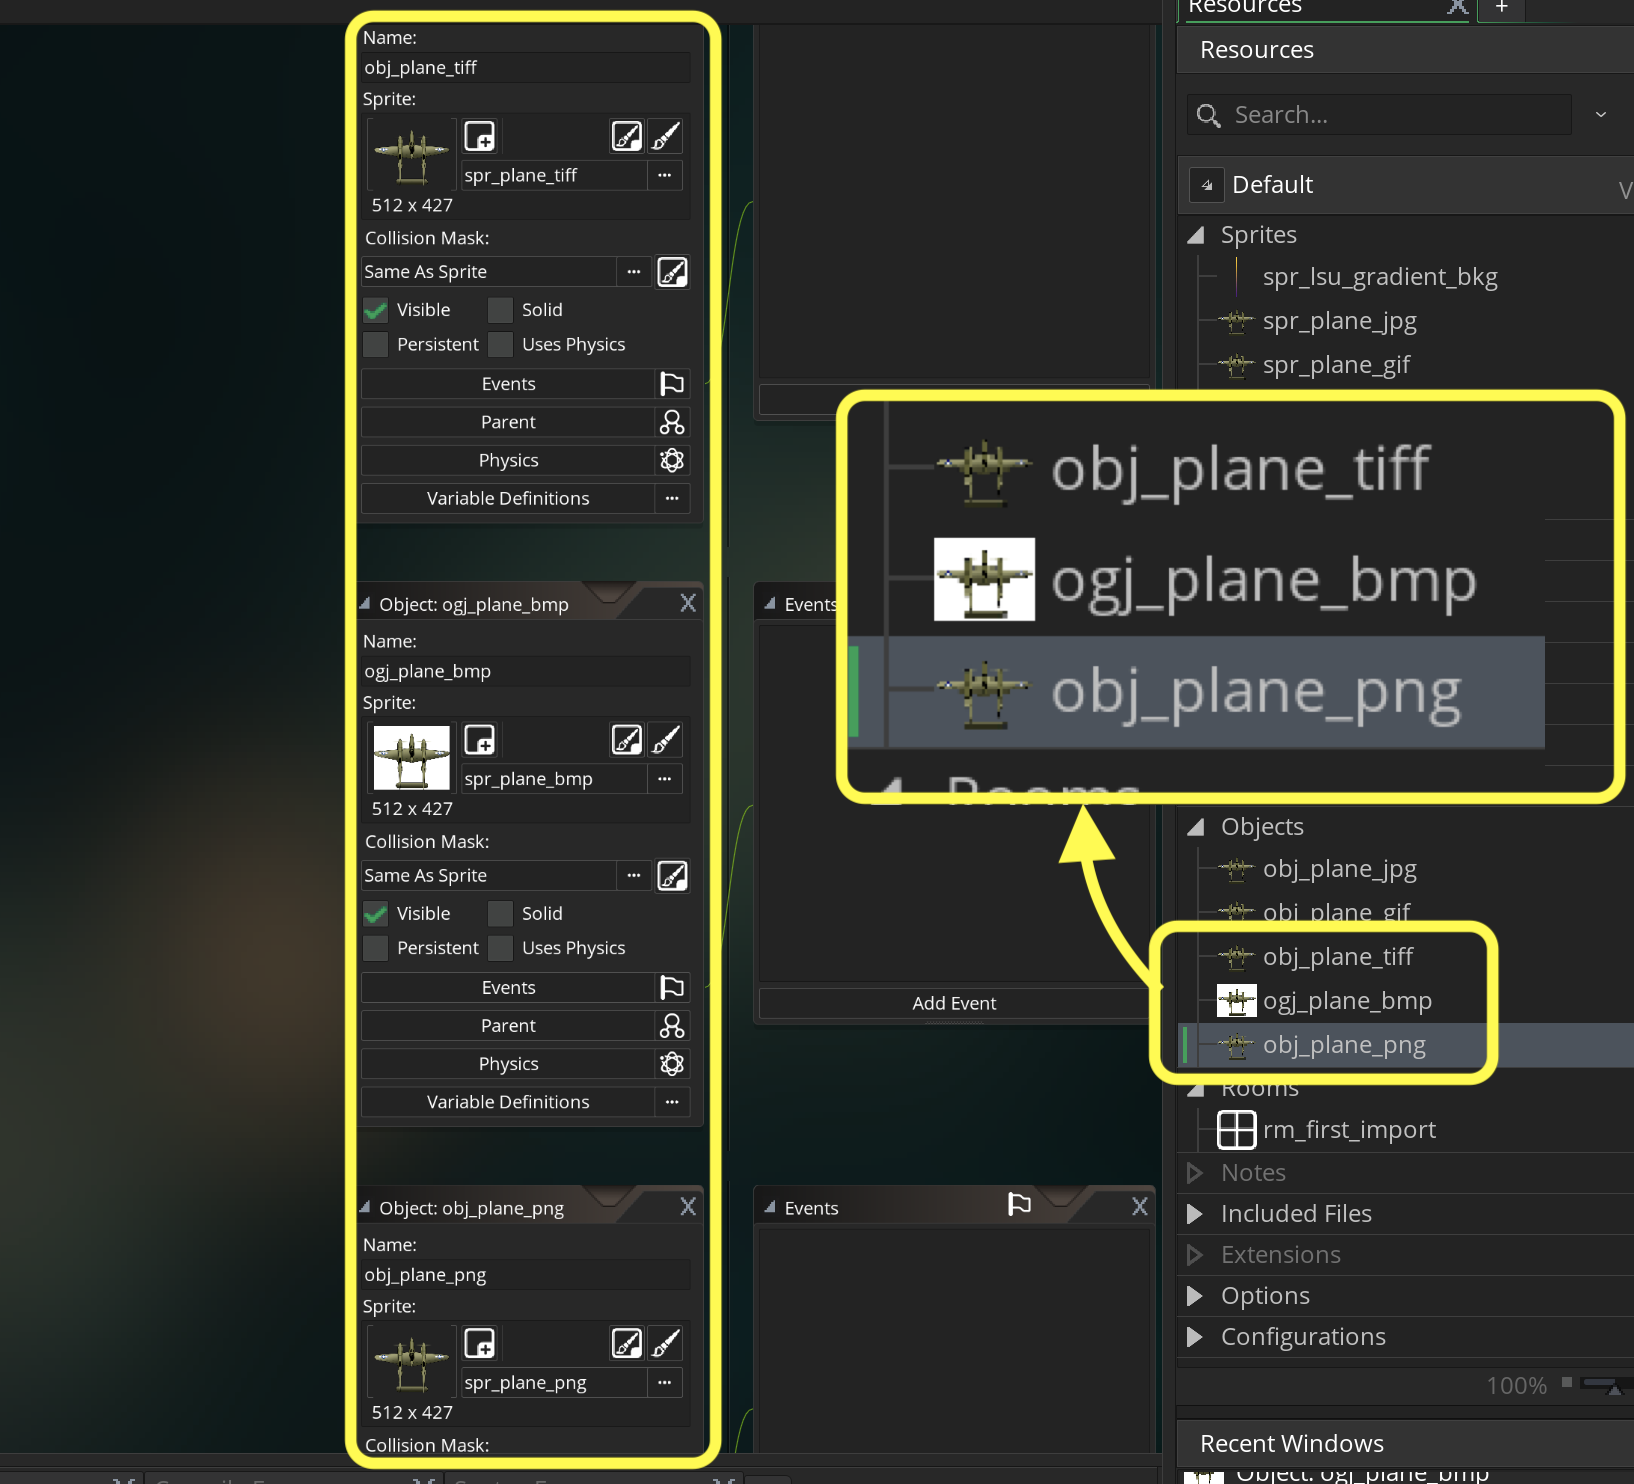 Name:
obj_plane_tiff
Sprite:
spr_plane_tiff
512 x 427
Collision Mask:
Same As Sprite
Visible
Solid
Persistent
Uses Physics
Events
Parent
Physics
Variable Definitions
Object: ogj_plane_bmp
Name:
ogj_plane_bmp
Sprite:
spr_plane_bmp
512 x 427
Collision Mask:
Same As Sprite
Visible
Solid
Persistent
Uses Physics
Events
Parent
Physics
Variable Definitions
Object: obj_plane_png
Name:
obj_plane_png
Sprite:
spr_plane_png
512 x 427
Collision Mask:
Events
Add Event
Events
obj_plane_tiff
ogj_plane_bmp
obj_plane_png
Rooms
Resources
+
Resources
Search...
Default
Sprites
spr_lsu_gradient_bkg
spr_plane_jpg
spr_plane_gif
Objects
obj_plane_jpg
obj_plane_gif
obj_plane_tiff
ogj_plane_bmp
obj_plane_png
Rooms
rm_first_import
Notes
Included Files
Extensions
Options
Configurations
100%
Recent Windows
Object: ogj_plane_bmp